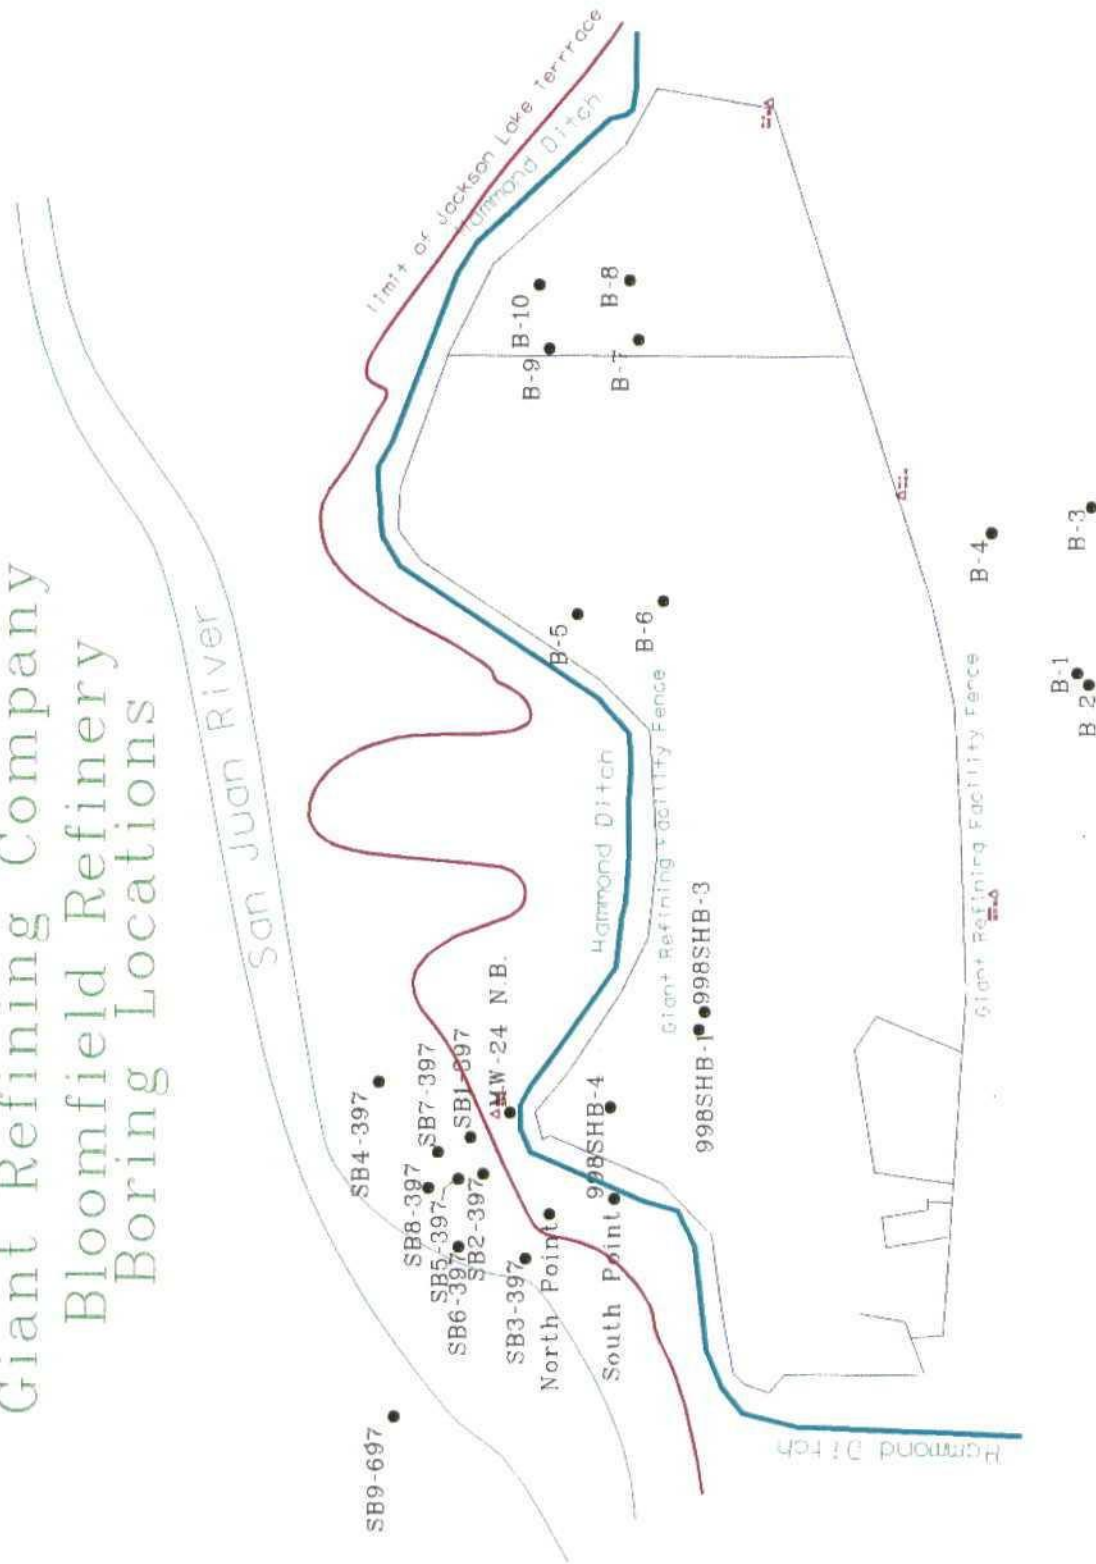 Giant Refining Company
Bloomfield Refinery
Boring Locations
San Juan River
limit of Jackson Lake Terrrace
Hammond Ditch
SB9-697
SB4-397
SB8-397
SB7-397
SB5-397
SB1-397
SB6-397
SB2-397
MW-24 N.B.
SB3-397
North Point
South Point
998SHB-4
Hammond Ditch
B-5
B-9
B-10
B-7
B-8
B-6
Giant Refining Facility Fence
998SHB-1
998SHB-3
Hammond Ditch
Giant Refining Facility Fence
B-4
B-1
B 2
B-3